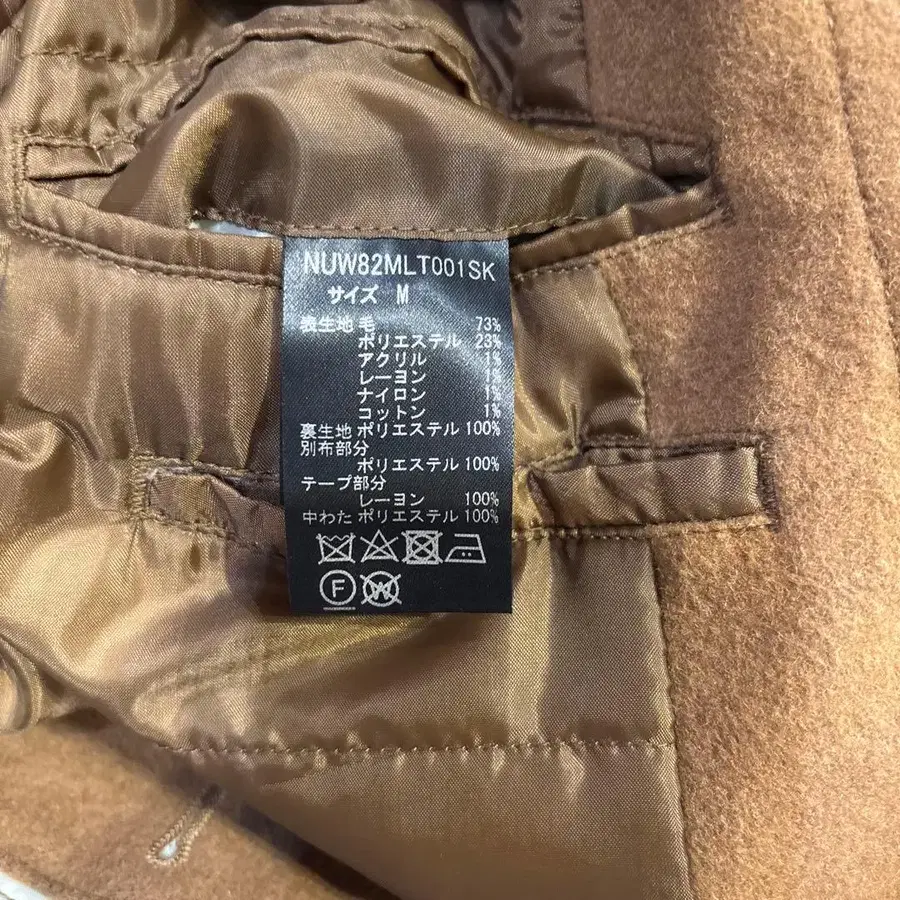 NUW82MLT001SK
サイズ M
表生地 毛 73%
ポリエステル 23%
アクリル 1%
レーヨン 1%
ナイロン 1%
コットン 1%
裏生地 ポリエステル 100%
別布部分
ポリエステル 100%
テープ部分
レーヨン 100%
中わた ポリエステル 100%
F W